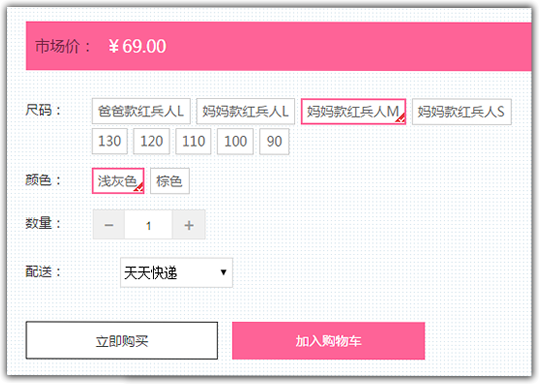 市场价： ￥69.00
尺码： 爸爸款红兵人L 妈妈款红兵人L 妈妈款红兵人M 妈妈款红兵人S
130 120 110 100 90
颜色： 浅灰色 棕色
数量： − 1 +
配送： 天天快递 ▼
立即购买 加入购物车